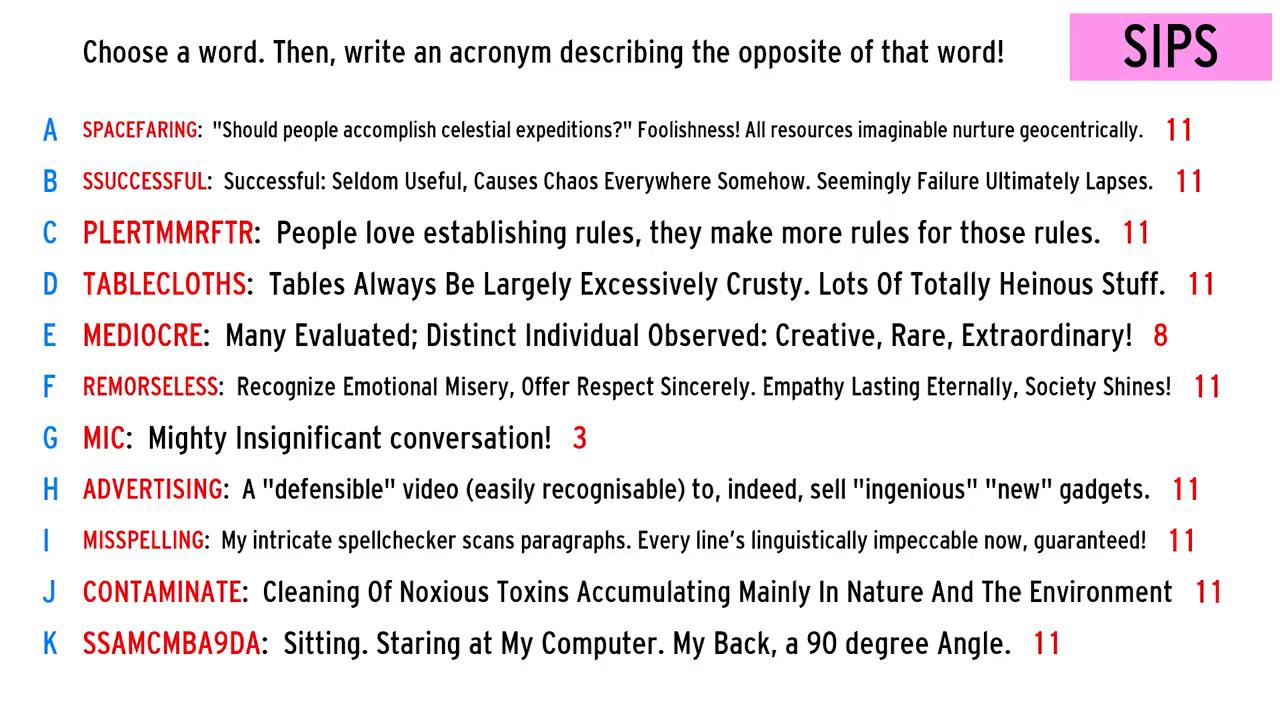 Choose a word. Then, write an acronym describing the opposite of that word!
SIPS
A SPACEFARING: "Should people accomplish celestial expeditions?" Foolishness! All resources imaginable nurture geocentrically. 11
B SSUCCESSFUL: Successful: Seldom Useful, Causes Chaos Everywhere Somehow. Seemingly Failure Ultimately Lapses. 11
C PLERTMMRFTR: People love establishing rules, they make more rules for those rules. 11
D TABLECLOTHS: Tables Always Be Largely Excessively Crusty. Lots Of Totally Heinous Stuff. 11
E MEDIOCRE: Many Evaluated; Distinct Individual Observed: Creative, Rare, Extraordinary! 8
F REMORSELESS: Recognize Emotional Misery, Offer Respect Sincerely. Empathy Lasting Eternally, Society Shines! 11
G MIC: Mighty Insignificant conversation! 3
H ADVERTISING: A "defensible" video (easily recognisable) to, indeed, sell "ingenious" "new" gadgets. 11
I MISSPELLING: My intricate spellchecker scans paragraphs. Every line’s linguistically impeccable now, guaranteed! 11
J CONTAMINATE: Cleaning Of Noxious Toxins Accumulating Mainly In Nature And The Environment 11
K SSAMCMBA9DA: Sitting. Staring at My Computer. My Back, a 90 degree Angle. 11